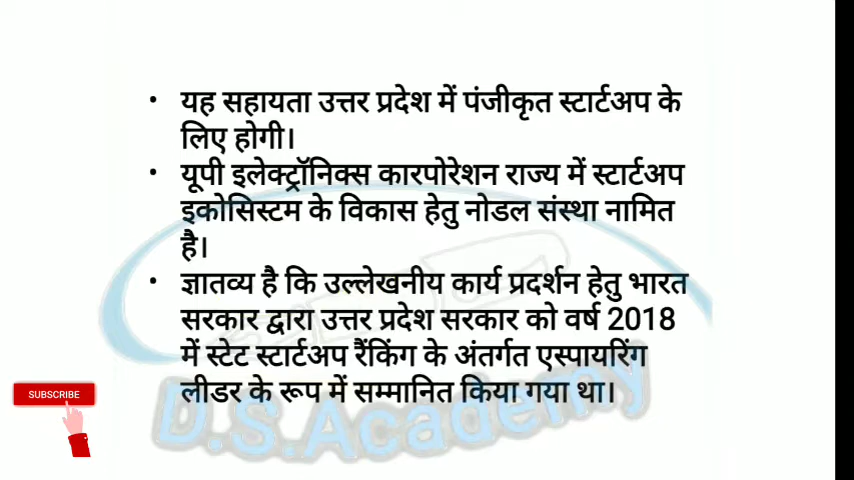 • यह सहायता उत्तर प्रदेश में पंजीकृत स्टार्टअप के
लिए होगी।
• यूपी इलेक्ट्रॉनिक्स कारपोरेशन राज्य में स्टार्टअप
इकोसिस्टम के विकास हेतु नोडल संस्था नामित
है।
• ज्ञातव्य है कि उल्लेखनीय कार्य प्रदर्शन हेतु भारत
सरकार द्वारा उत्तर प्रदेश सरकार को वर्ष 2018
में स्टेट स्टार्टअप रैंकिंग के अंतर्गत एस्पायरिंग
लीडर के रूप में सम्मानित किया गया था।
SUBSCRIBE
D.S.Academy